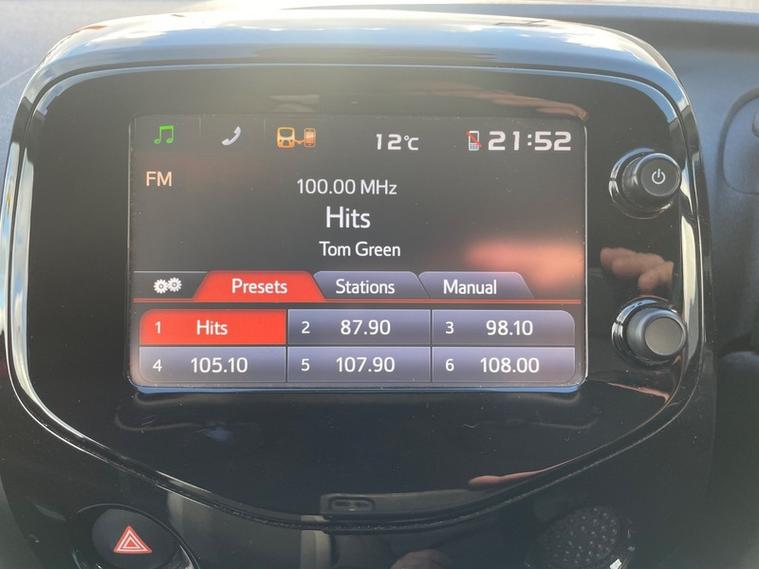 12°C 21:52
FM
100.00 MHz
Hits
Tom Green
Presets Stations Manual
1 Hits 2 87.90 3 98.10
4 105.10 5 107.90 6 108.00